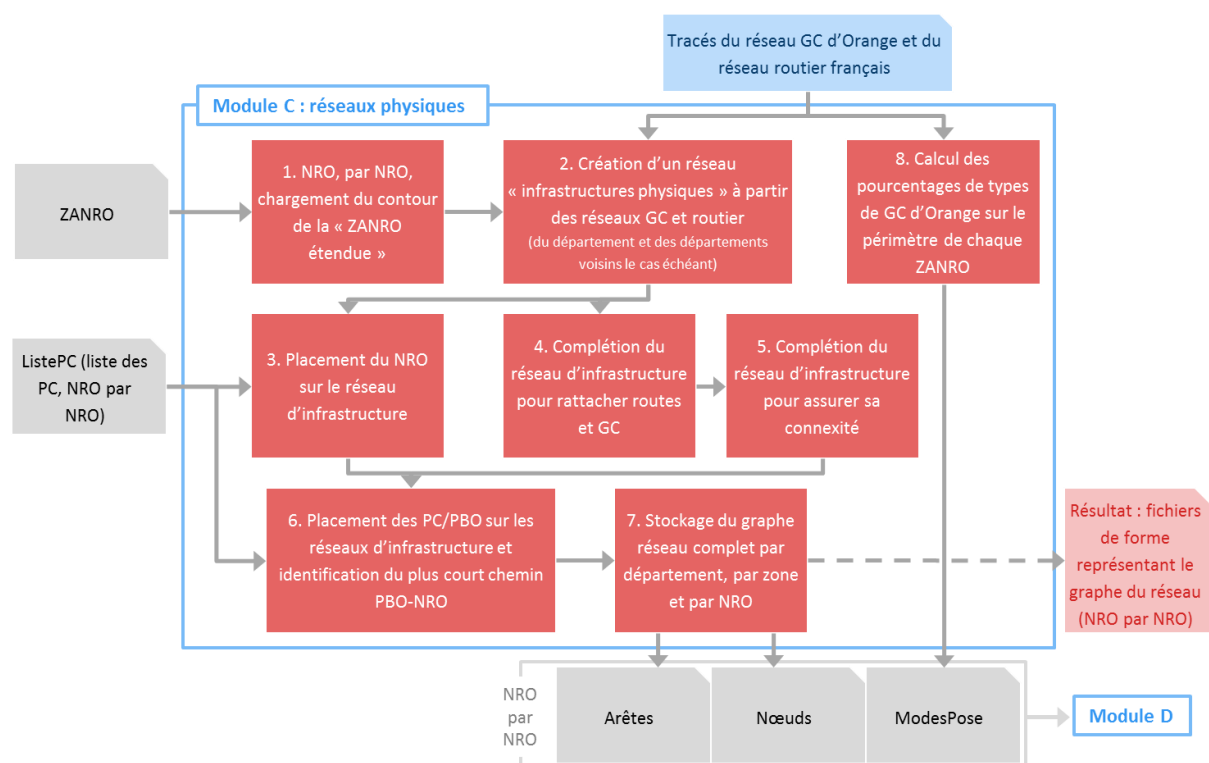 Tracés du réseau GC d’Orange et du
réseau routier français
Module C : réseaux physiques
ZANRO
1. NRO, par NRO,
chargement du contour
de la « ZANRO
étendue »
2. Création d’un réseau
« infrastructures physiques » à partir
des réseaux GC et routier
(du département et des départements
voisins le cas échéant)
8. Calcul des
pourcentages de types
de GC d’Orange sur le
périmètre de chaque
ZANRO
ListePC (liste des
PC, NRO par
NRO)
3. Placement du NRO
sur le réseau
d’infrastructure
4. Complétion du
réseau d’infrastructure
pour rattacher routes
et GC
5. Complétion du
réseau d’infrastructure
pour assurer sa
connexité
6. Placement des PC/PBO sur les
réseaux d’infrastructure et
identification du plus court chemin
PBO-NRO
7. Stockage du graphe
réseau complet par
département, par zone
et par NRO
Résultat : fichiers
de forme
représentant le
graphe du réseau
(NRO par NRO)
NRO
par
NRO
Arêtes
Nœuds
ModesPose
Module D